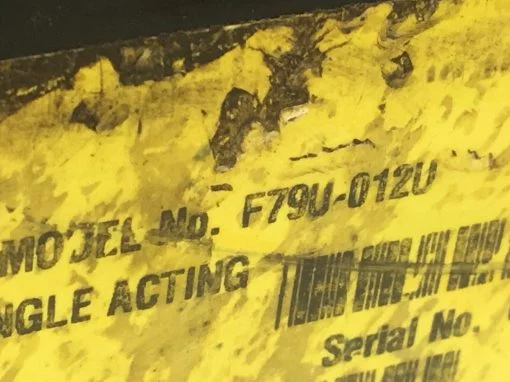 MODEL No. F79U-012U
NGLE ACTING
Serial No.